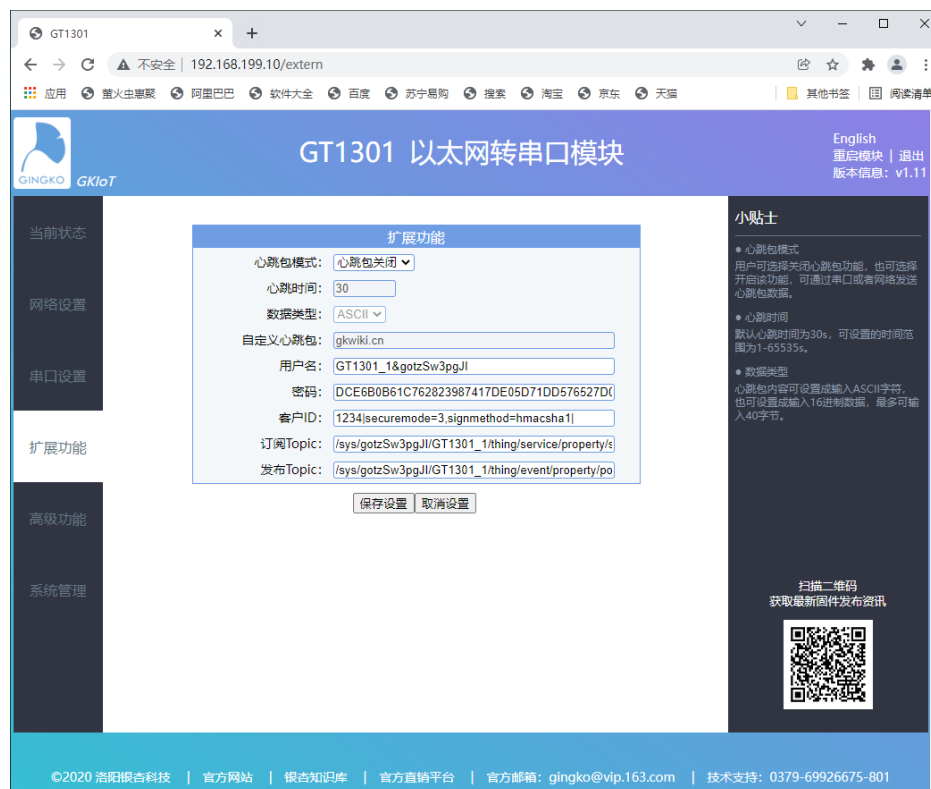 GT1301
不安全 | 192.168.199.10/extern
应用 萤火虫惠聚 阿里巴巴 软件大全 百度 苏宁易购 搜索 淘宝 京东 天猫 其他书签 阅读清单
GINGKO GKIoT
GT1301 以太网转串口模块
English
重启模块 | 退出
版本信息：v1.11
当前状态
网络设置
串口设置
扩展功能
高级功能
系统管理
扩展功能
心跳包模式： 心跳包关闭
心跳时间： 30
数据类型： ASCII
自定义心跳包： gkwiki.cn
用户名： GT1301_1&gotzSw3pgJl
密码： DCE6B0B61C762823987417DE05D71DD576527D(
客户ID： 1234|securemode=3,signmethod=hmacsha1|
订阅Topic： /sys/gotzSw3pgJl/GT1301_1/thing/service/property/s
发布Topic： /sys/gotzSw3pgJl/GT1301_1/thing/event/property/po
保存设置 取消设置
小贴士
● 心跳包模式
用户可选择关闭心跳包功能，也可选择
开启该功能，可通过串口或者网络发送
心跳包数据。
● 心跳时间
默认心跳时间为30s，可设置的时间范
围为1-65535s。
● 数据类型
心跳包内容可设置成输入ASCII字符，
也可设置成输入16进制数据，最多可输
入40字节。
扫描二维码
获取最新固件发布资讯
©2020 洛阳银杏科技 | 官方网站 | 银杏知识库 | 官方直销平台 | 官方邮箱：gingko@vip.163.com | 技术支持：0379-69926675-801